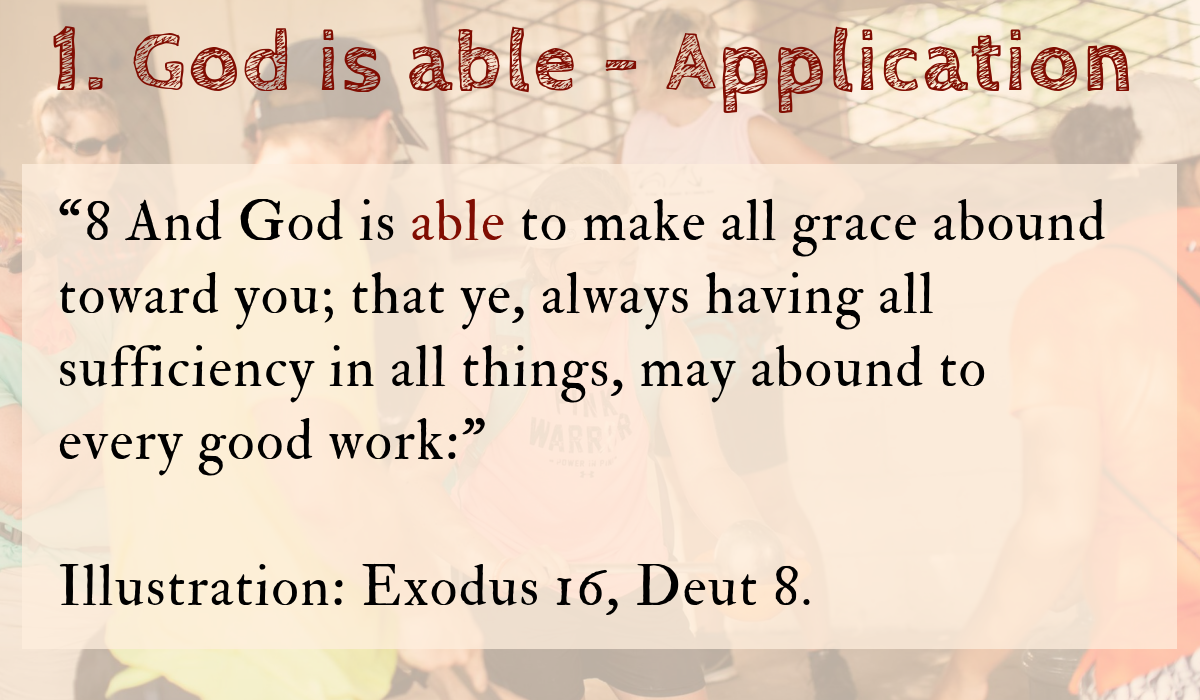 1. God is able - Application
“8 And God is able to make all grace abound
toward you; that ye, always having all
sufficiency in all things, may abound to
every good work:”
PINK
Illustration: Exodus 16, Deut 8.